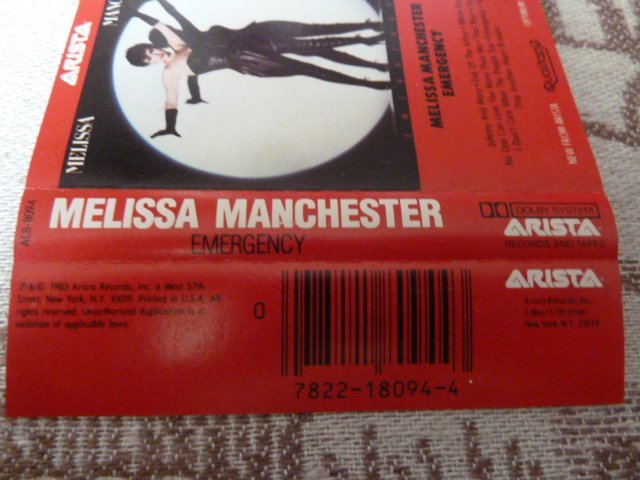 ARISTA
MELISSA
MELISSA MANCHESTER
EMERGENCY
NEW FROM ARISTA
AC8-8094
MELISSA MANCHESTER
EMERGENCY
DOLBY SYSTEM
ARISTA
RECORDS AND TAPES
℗&© 1983 Arista Records, Inc. 6 West 57th
Street, New York, N.Y. 10019. Printed in U.S.A. All
rights reserved. Unauthorized duplication is a
violation of applicable laws.
0
7822-18094-4
ARISTA
Arista Records, Inc.
6 West 57th Street
New York, N.Y. 10019